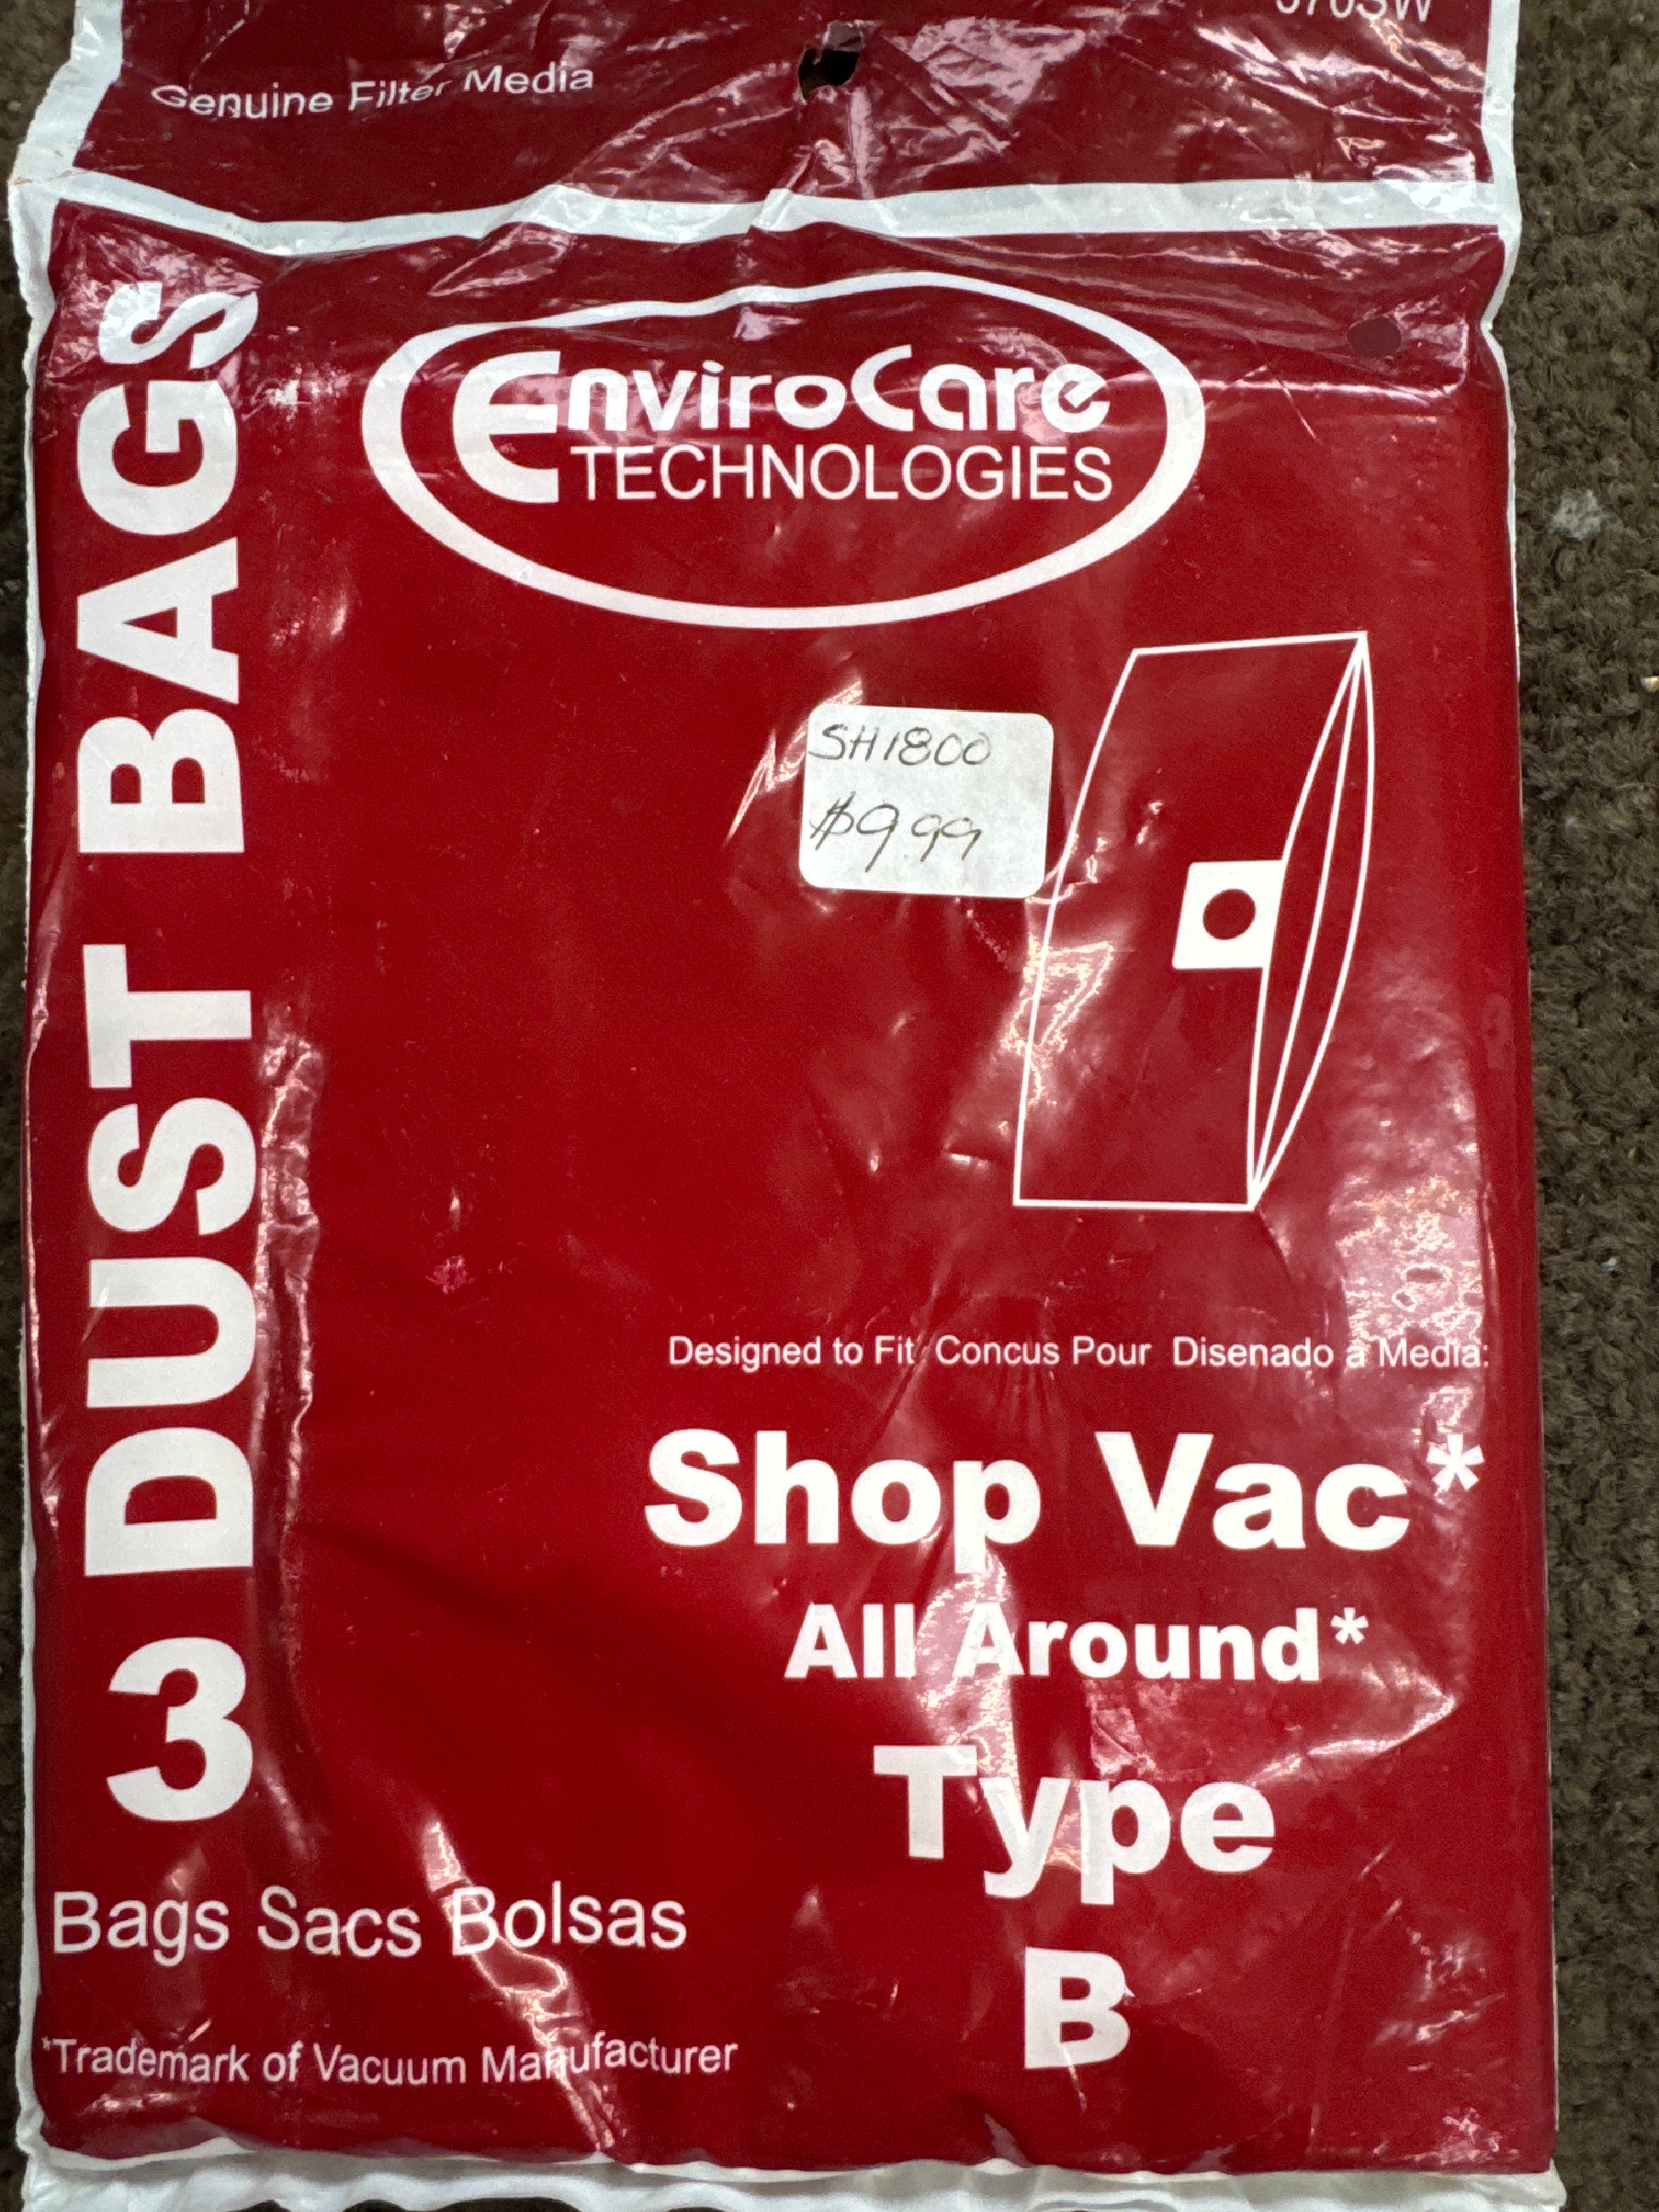 Genuine Filter Media
EnviroCare
TECHNOLOGIES
3 DUST BAGS
SH1800
$9.99
Designed to Fit Concus Pour Disenado a Media:
Shop Vac*
All Around*
Type
B
Bags Sacs Bolsas
*Trademark of Vacuum Manufacturer